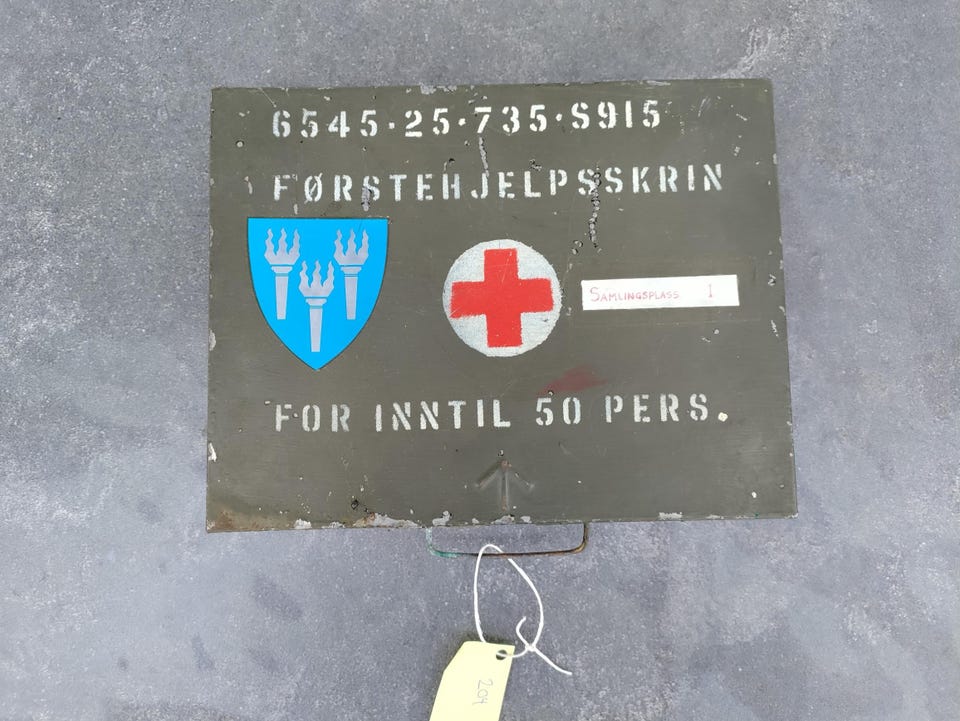 6545·25·735·S915
FØRSTEHJELPSSKRIN
SAMLINGSPLASS 1
FOR INNTIL 50 PERS.
204